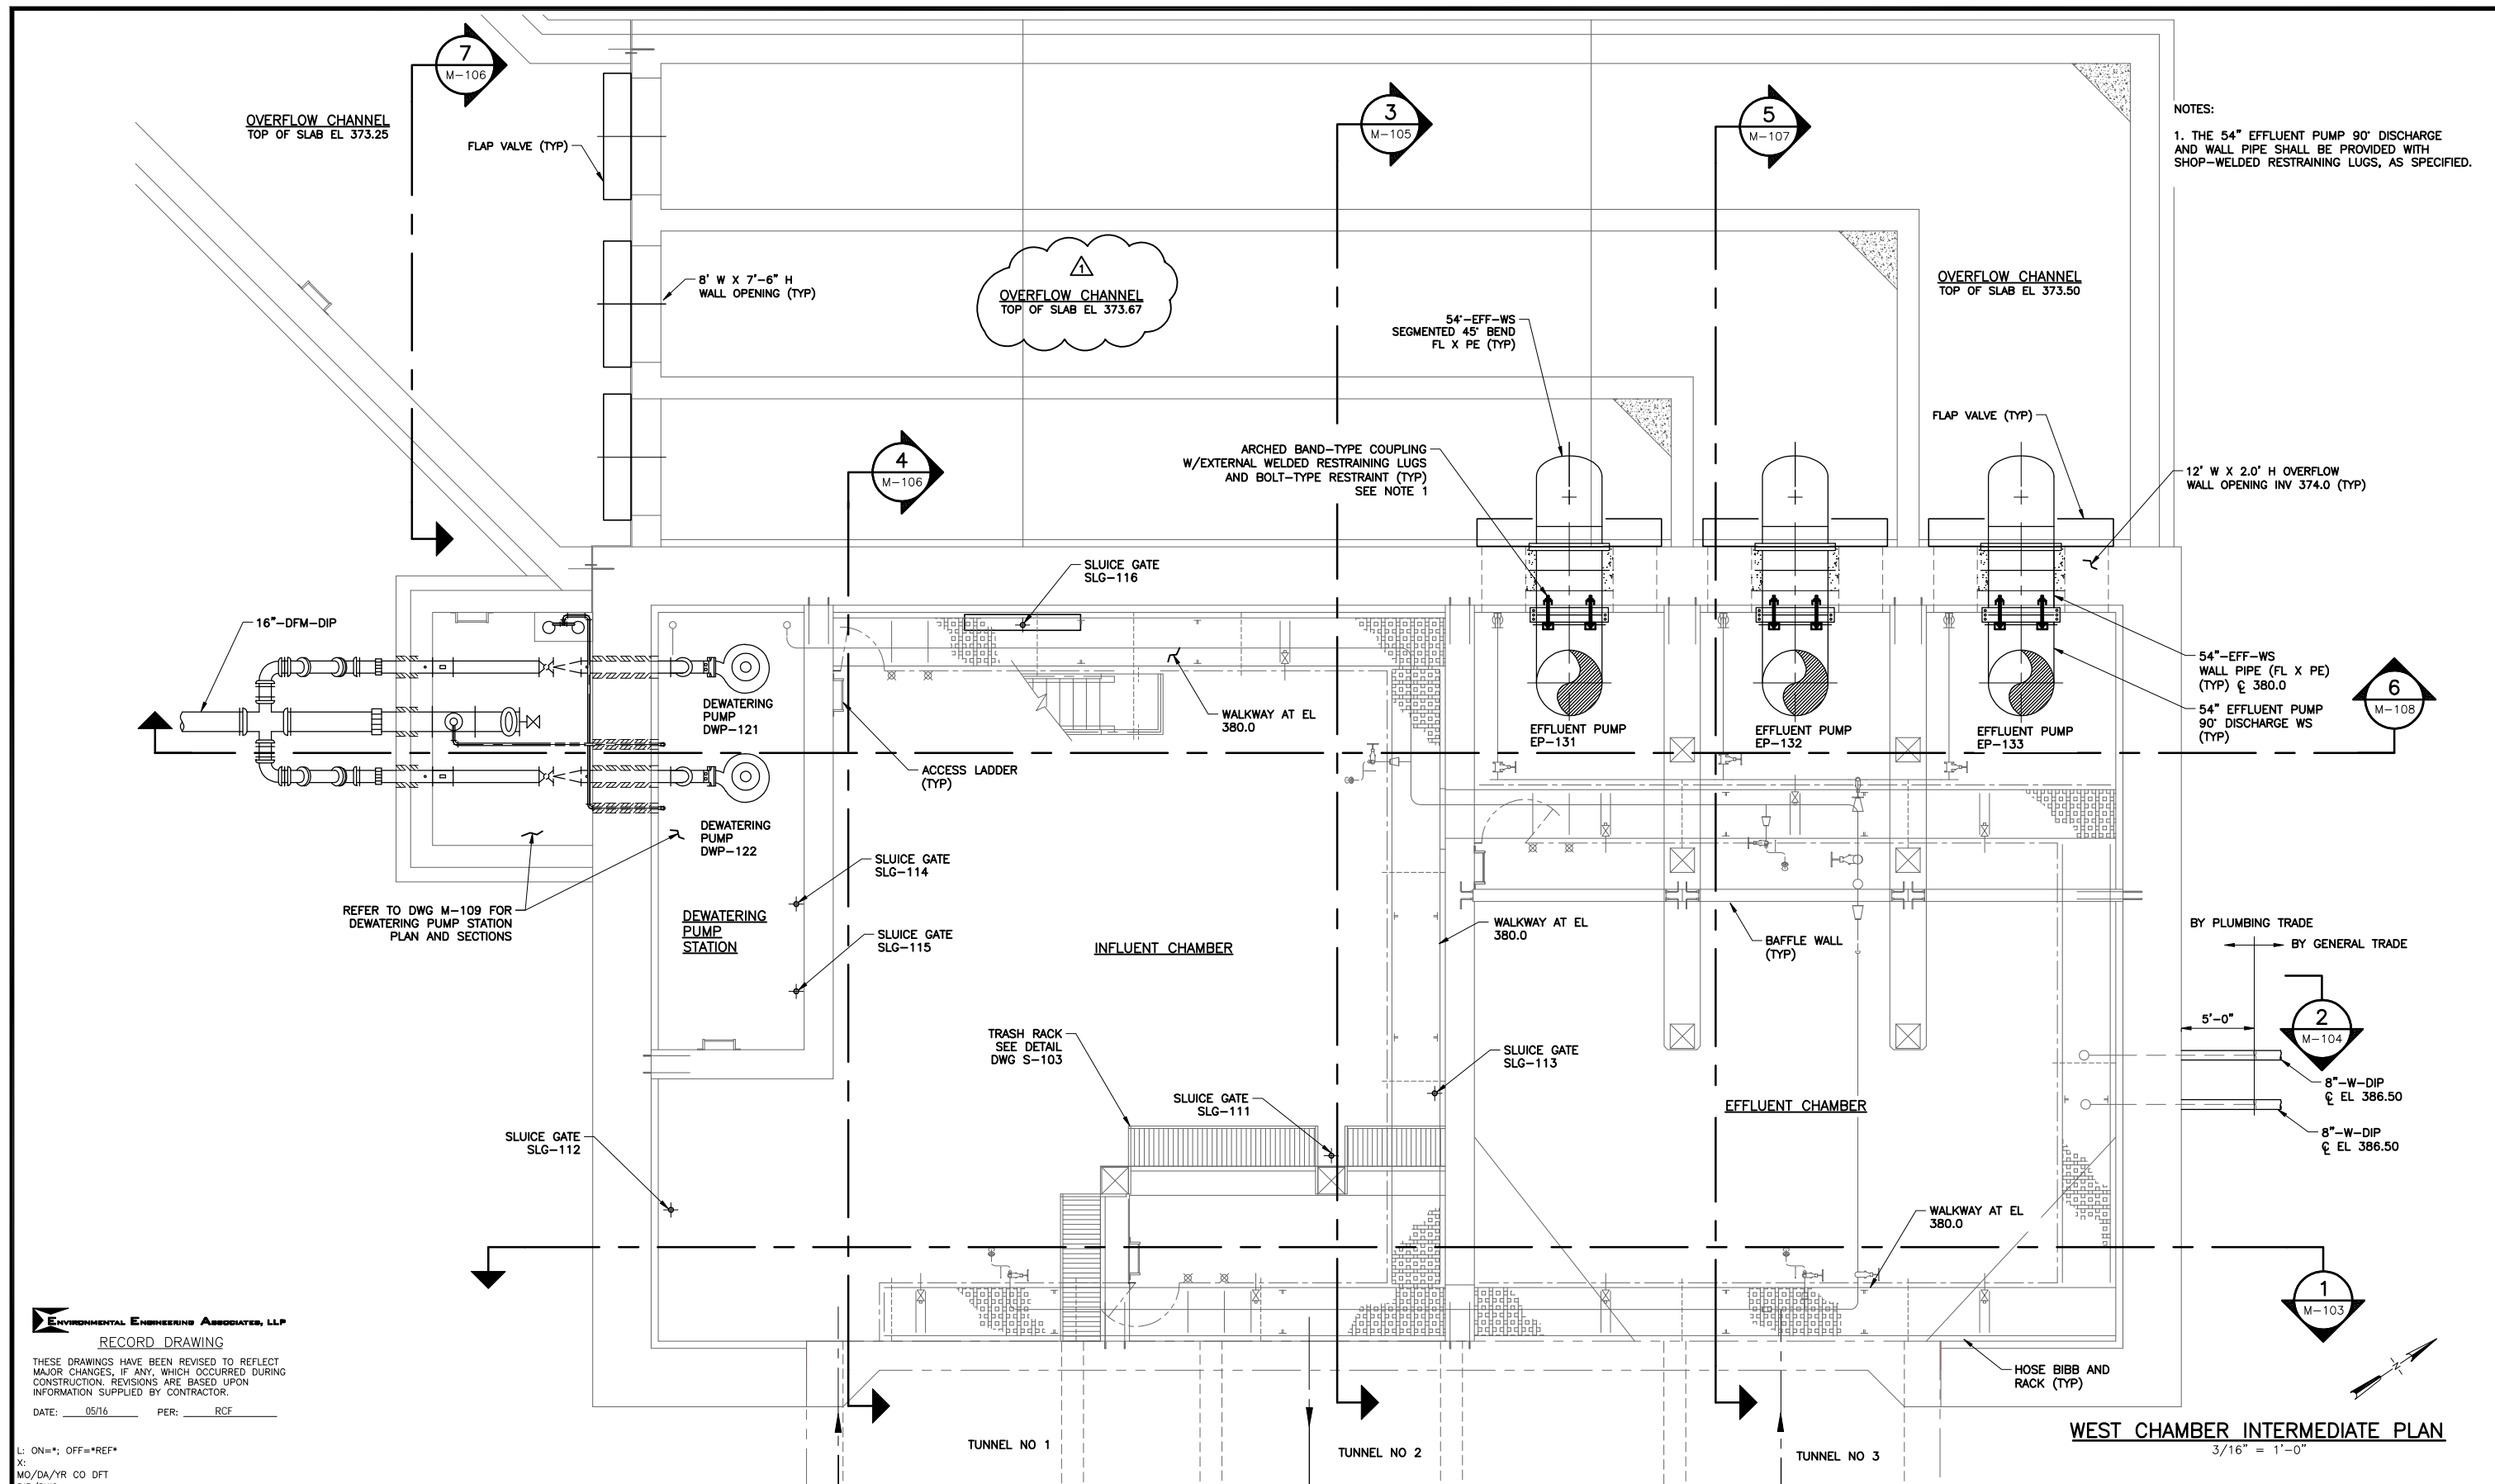 7
M-106
OVERFLOW CHANNEL
TOP OF SLAB EL 373.25
FLAP VALVE (TYP)
3
M-105
5
M-107
NOTES:
1. THE 54" EFFLUENT PUMP 90° DISCHARGE
AND WALL PIPE SHALL BE PROVIDED WITH
SHOP-WELDED RESTRAINING LUGS, AS SPECIFIED.
8' W X 7'-6" H
WALL OPENING (TYP)
1
OVERFLOW CHANNEL
TOP OF SLAB EL 373.67
OVERFLOW CHANNEL
TOP OF SLAB EL 373.50
54"-EFF-WS
SEGMENTED 45° BEND
FL X PE (TYP)
FLAP VALVE (TYP)
4
M-106
ARCHED BAND-TYPE COUPLING
W/EXTERNAL WELDED RESTRAINING LUGS
AND BOLT-TYPE RESTRAINT (TYP)
SEE NOTE 1
12' W X 2.0' H OVERFLOW
WALL OPENING INV 374.0 (TYP)
SLUICE GATE
SLG-116
16"-DFM-DIP
DEWATERING
PUMP
DWP-121
WALKWAY AT EL
380.0
EFFLUENT PUMP
EP-131
EFFLUENT PUMP
EP-132
EFFLUENT PUMP
EP-133
54"-EFF-WS
WALL PIPE (FL X PE)
(TYP) ℄ 380.0
54" EFFLUENT PUMP
90° DISCHARGE WS
(TYP)
6
M-108
ACCESS LADDER
(TYP)
DEWATERING
PUMP
DWP-122
SLUICE GATE
SLG-114
REFER TO DWG M-109 FOR
DEWATERING PUMP STATION
PLAN AND SECTIONS
DEWATERING
PUMP
STATION
SLUICE GATE
SLG-115
INFLUENT CHAMBER
WALKWAY AT EL
380.0
BAFFLE WALL
(TYP)
BY PLUMBING TRADE
BY GENERAL TRADE
5'-0"
2
M-104
TRASH RACK
SEE DETAIL
DWG S-103
SLUICE GATE
SLG-113
SLUICE GATE
SLG-111
EFFLUENT CHAMBER
8"-W-DIP
℄ EL 386.50
8"-W-DIP
℄ EL 386.50
SLUICE GATE
SLG-112
WALKWAY AT EL
380.0
1
M-103
HOSE BIBB AND
RACK (TYP)
N
TUNNEL NO 1
TUNNEL NO 2
TUNNEL NO 3
WEST CHAMBER INTERMEDIATE PLAN
3/16" = 1'-0"
ENVIRONMENTAL ENGINEERING ASSOCIATES, LLP
RECORD DRAWING
THESE DRAWINGS HAVE BEEN REVISED TO REFLECT
MAJOR CHANGES, IF ANY, WHICH OCCURRED DURING
CONSTRUCTION. REVISIONS ARE BASED UPON
INFORMATION SUPPLIED BY CONTRACTOR.
DATE: 05/16 PER: RCF
L: ON=*; OFF=*REF*
X:
MO/DA/YR CO DFT